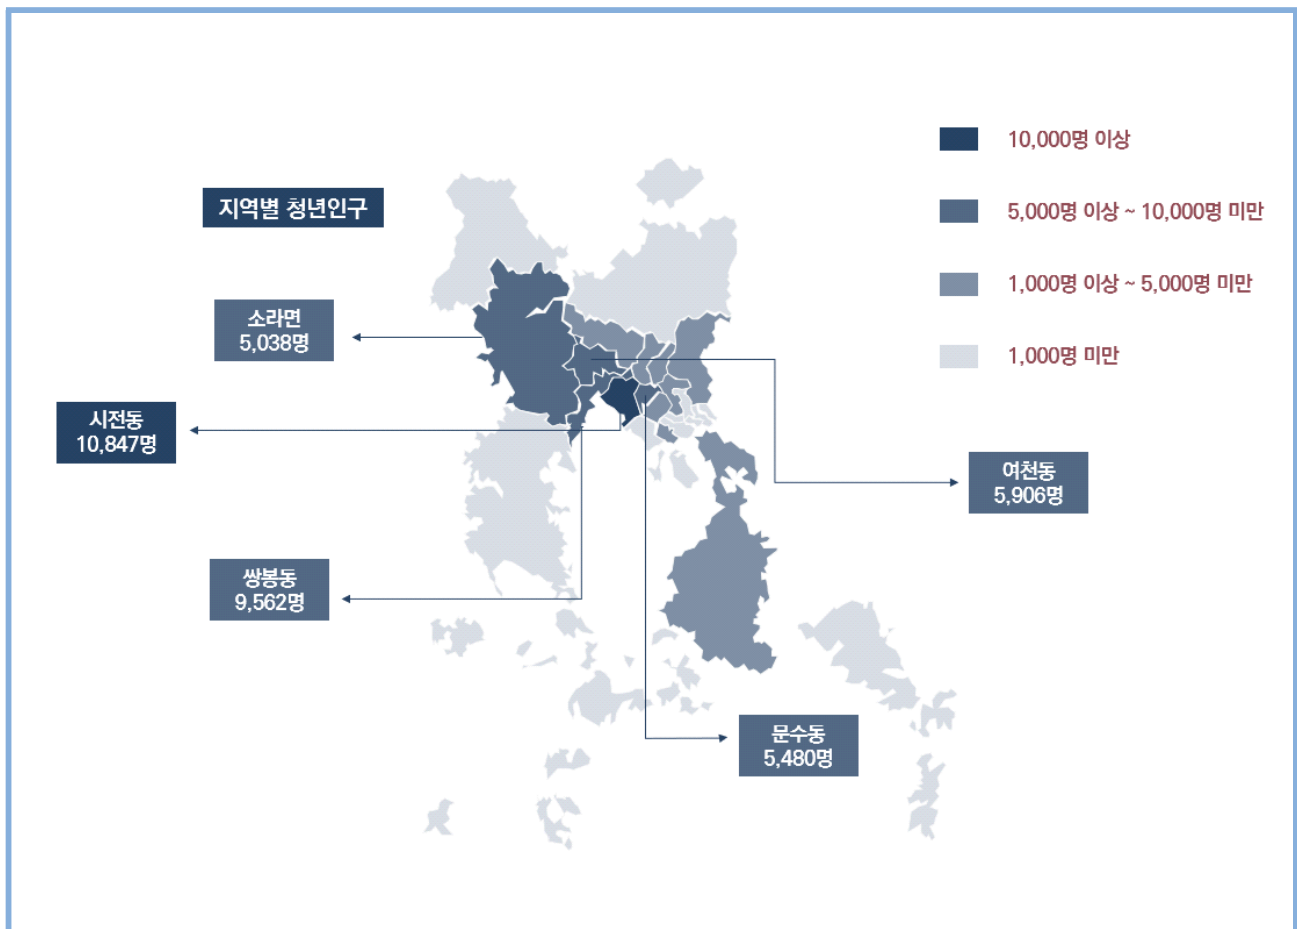 지역별 청년인구
10,000명 이상
5,000명 이상 ~ 10,000명 미만
1,000명 이상 ~ 5,000명 미만
1,000명 미만
소라면
5,038명
시전동
10,847명
여천동
5,906명
쌍봉동
9,562명
문수동
5,480명